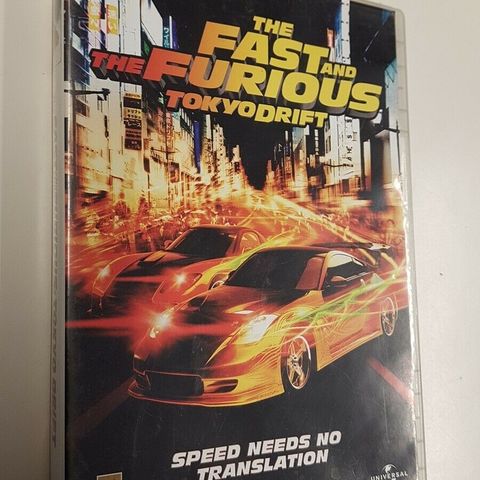 THE
FAST AND
THE FURIOUS
TOKYO DRIFT
SPEED NEEDS NO
TRANSLATION
UNIVERSAL